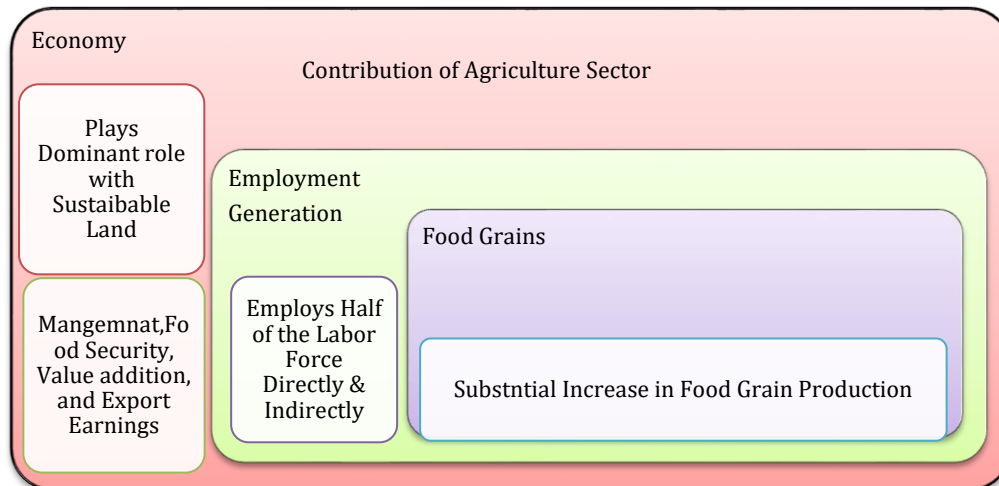 Economy
Contribution of Agriculture Sector
Plays
Dominant role
with
Sustaibable
Land
Mangemnat,Fo
od Security,
Value addition,
and Export
Earnings
Employment
Generation
Employs Half
of the Labor
Force
Directly &
Indirectly
Food Grains
Substntial Increase in Food Grain Production